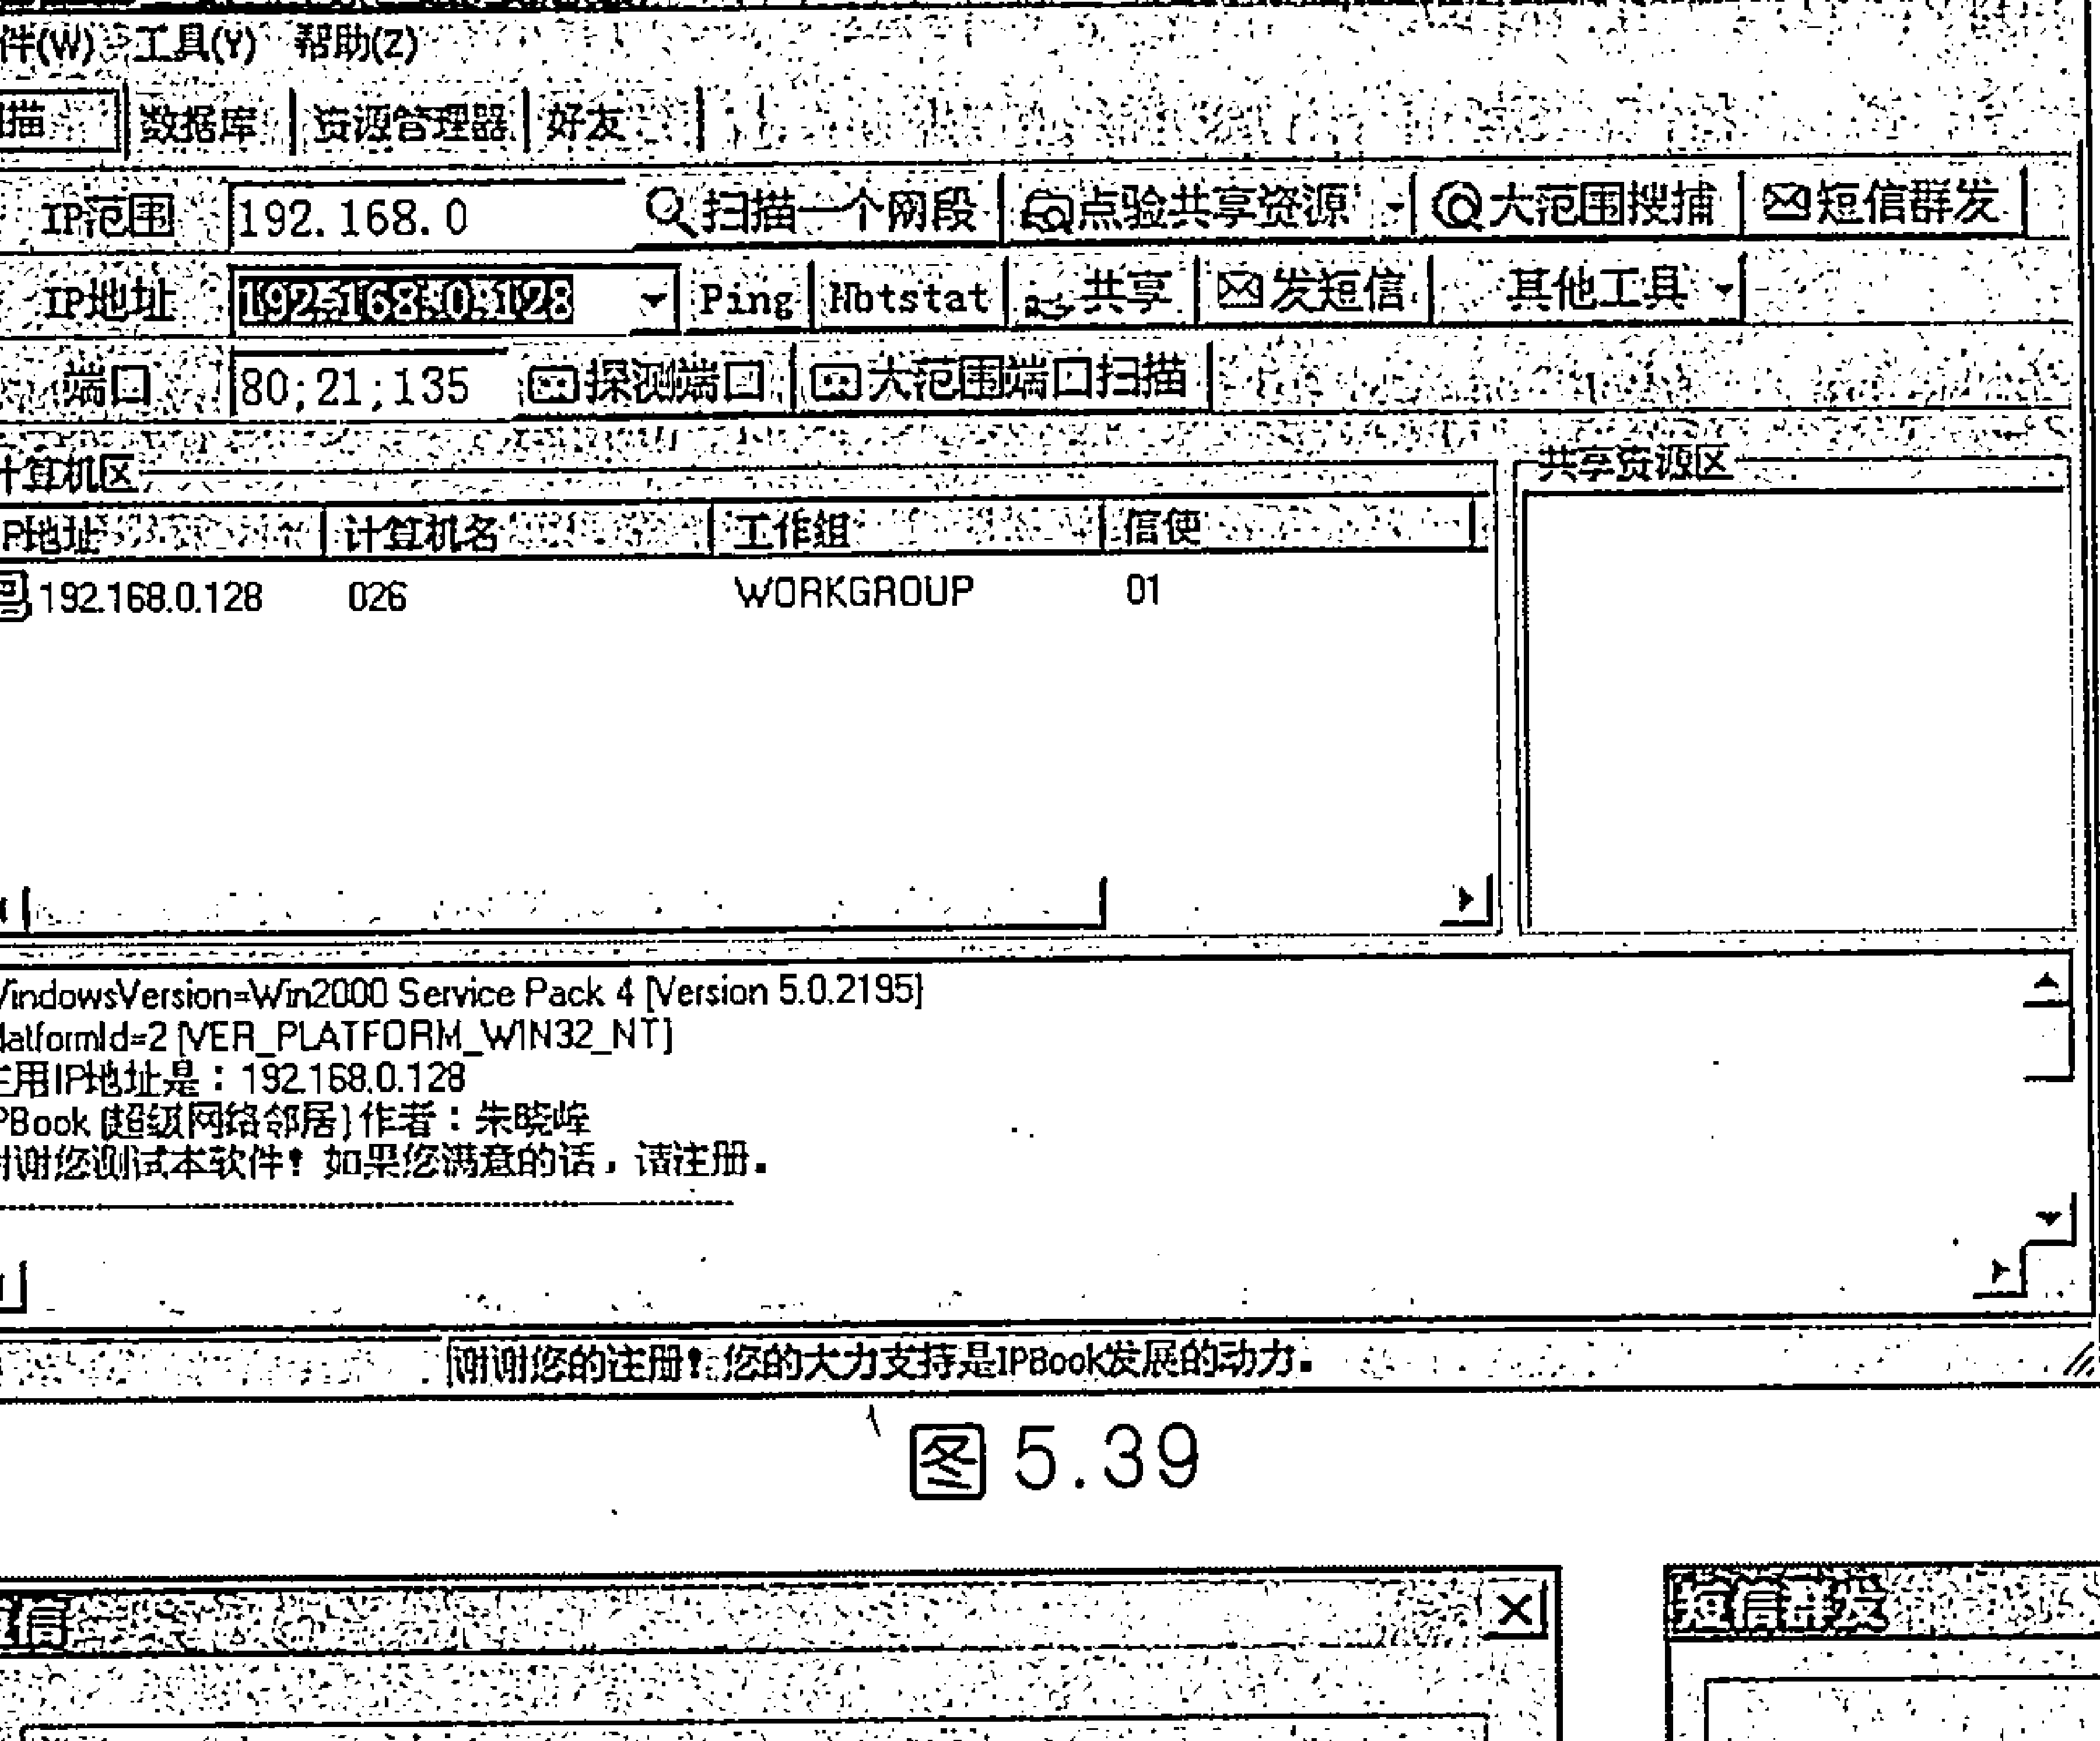 件(W) 工具(Y) 帮助(Z)
描 数据库 资源管理器 好友
IP范围 192.168.0 扫描一个网段 点验共享资源 大范围搜捕 短信群发
IP地址 192.168.0.128 Ping Nbtstat 共享 发短信 其他工具
端口 80;21;135 探测端口 大范围端口扫描
计算机区 共享资源区
IP地址 计算机名 工作组 信使
192.168.0.128 026 WORKGROUP 01
WindowsVersion=Win2000 Service Pack 4 [Version 5.0.2195]
PlatformId=2 [VER_PLATFORM_WIN32_NT]
主用IP地址是：192.168.0.128
IPBook [超级网络邻居] 作者：朱晓峰
谢谢您测试本软件！如果您满意的话，请注册。
谢谢您的注册！您的大力支持是IPBook发展的动力。
图 5.39
短信 短信群发